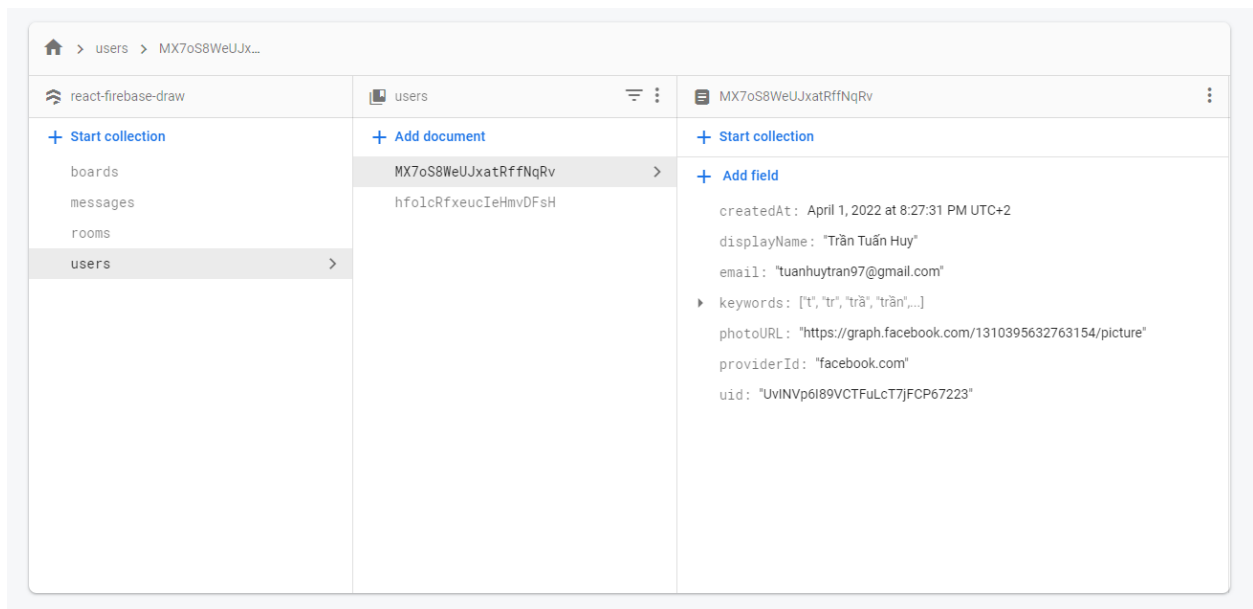 users > MX7oS8WeUJx...
react-firebase-draw
Start collection
boards
messages
rooms
users
users
Add document
MX7oS8WeUJxatRffNqRv
hfolcRfxeucIeHmvDFsH
MX7oS8WeUJxatRffNqRv
Start collection
Add field
createdAt: April 1, 2022 at 8:27:31 PM UTC+2
displayName: "Trần Tuấn Huy"
email: "tuanhuytran97@gmail.com"
keywords: ["t", "tr", "trầ", "trần",...]
photoURL: "https://graph.facebook.com/1310395632763154/picture"
providerId: "facebook.com"
uid: "UvINVp6I89VCTFuLcT7jFCP67223"